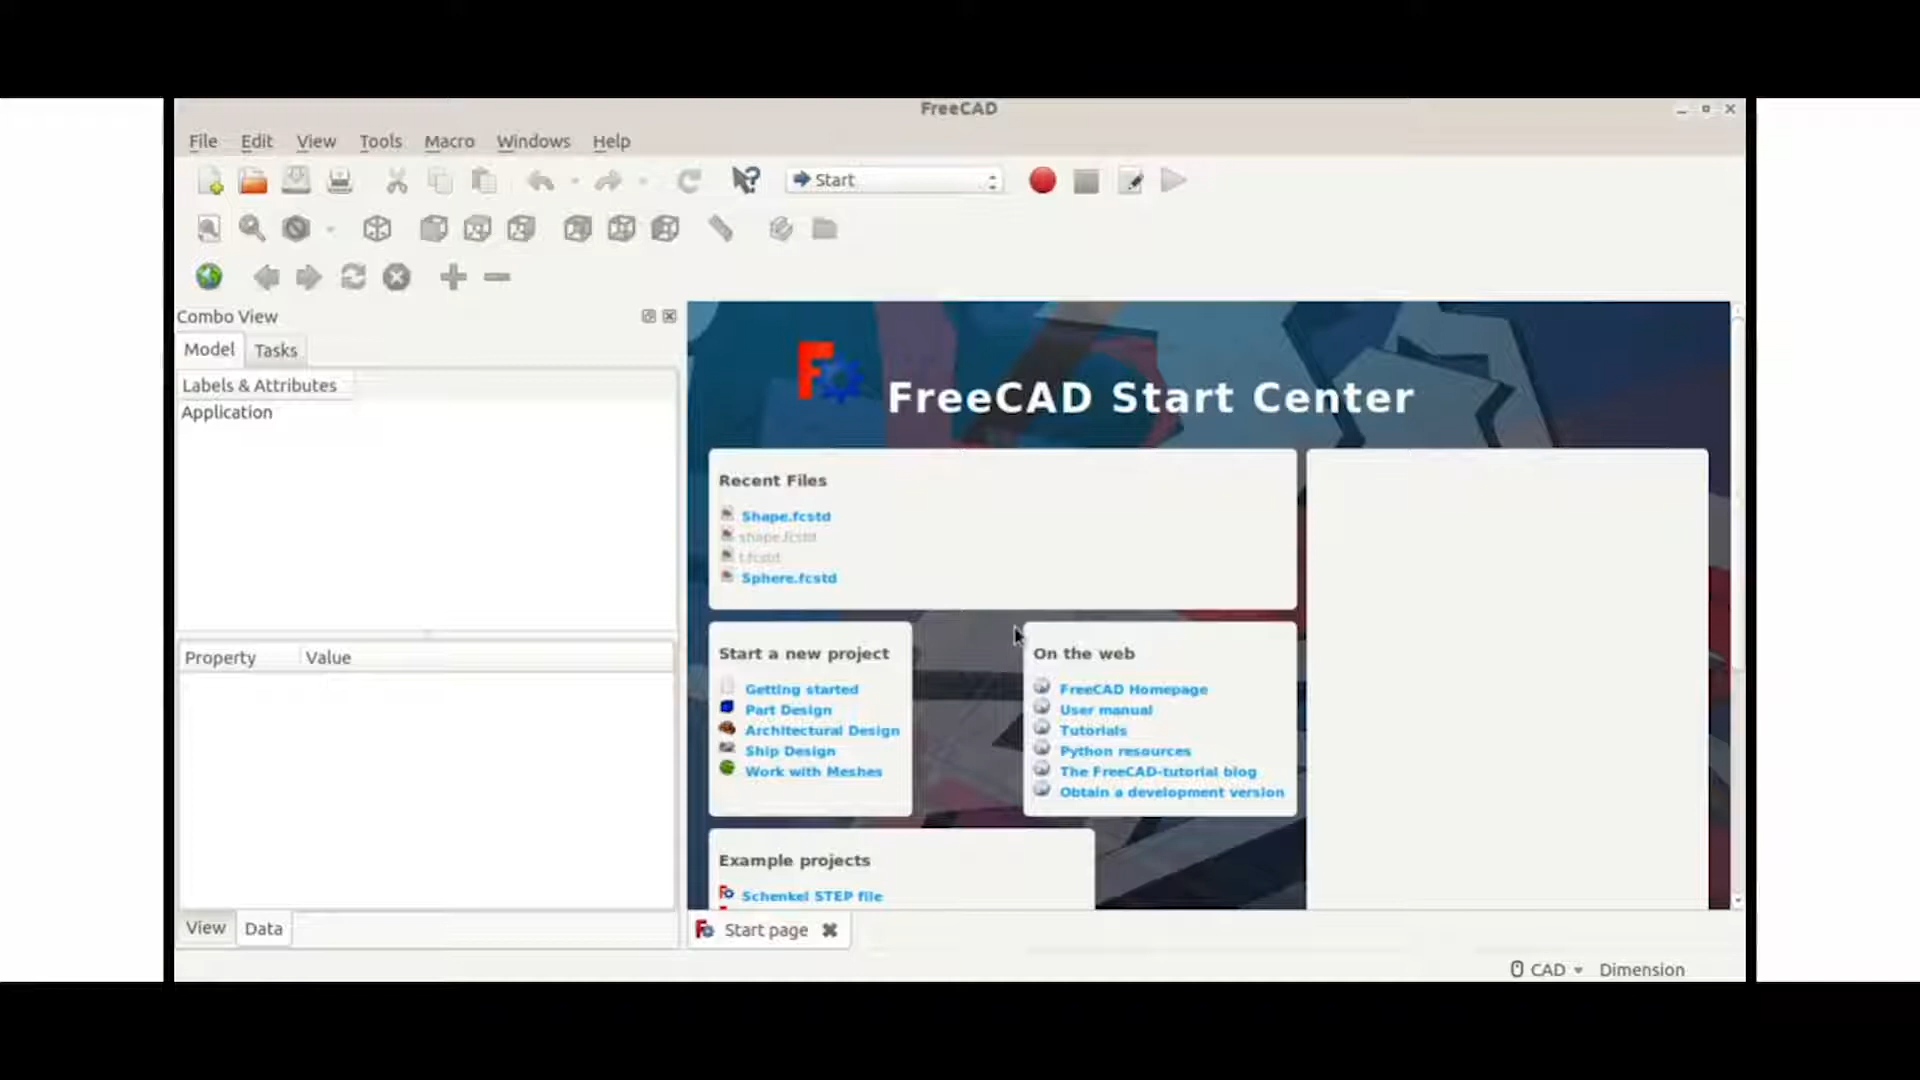 FreeCAD
File Edit View Tools Macro Windows Help
Start
Combo View
Model Tasks
Labels & Attributes
Application
Property Value
View Data
FreeCAD Start Center
Recent Files
Shape.fcstd
shape.fcstd
t.fcstd
Sphere.fcstd
Start a new project
Getting started
Part Design
Architectural Design
Ship Design
Work with Meshes
On the web
FreeCAD Homepage
User manual
Tutorials
Python resources
The FreeCAD-tutorial blog
Obtain a development version
Example projects
Schenkel STEP file
Start page
CAD Dimension